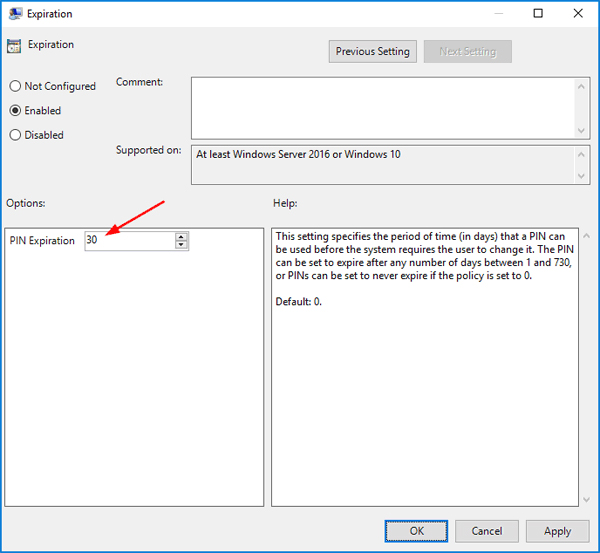 Expiration
Expiration
Previous Setting
Next Setting
Not Configured
Comment:
Enabled
Disabled
Supported on:
At least Windows Server 2016 or Windows 10
Options:
Help:
PIN Expiration
30
This setting specifies the period of time (in days) that a PIN can
be used before the system requires the user to change it. The PIN
can be set to expire after any number of days between 1 and 730,
or PINs can be set to never expire if the policy is set to 0.
Default: 0.
OK
Cancel
Apply